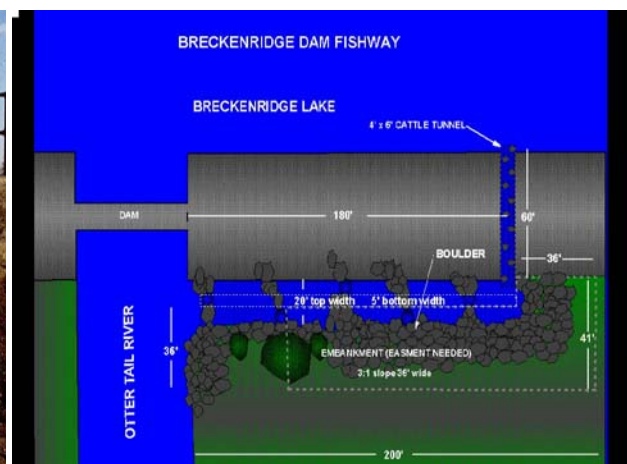 BRECKENRIDGE DAM FISHWAY
BRECKENRIDGE LAKE
4' x 6' CATTLE TUNNEL
DAM
180'
60'
BOULDER
36'
20' top width 5' bottom width
OTTER TAIL RIVER
36'
41'
EMBANKMENT (EASMENT NEEDED)
3:1 slope 36' wide
200'